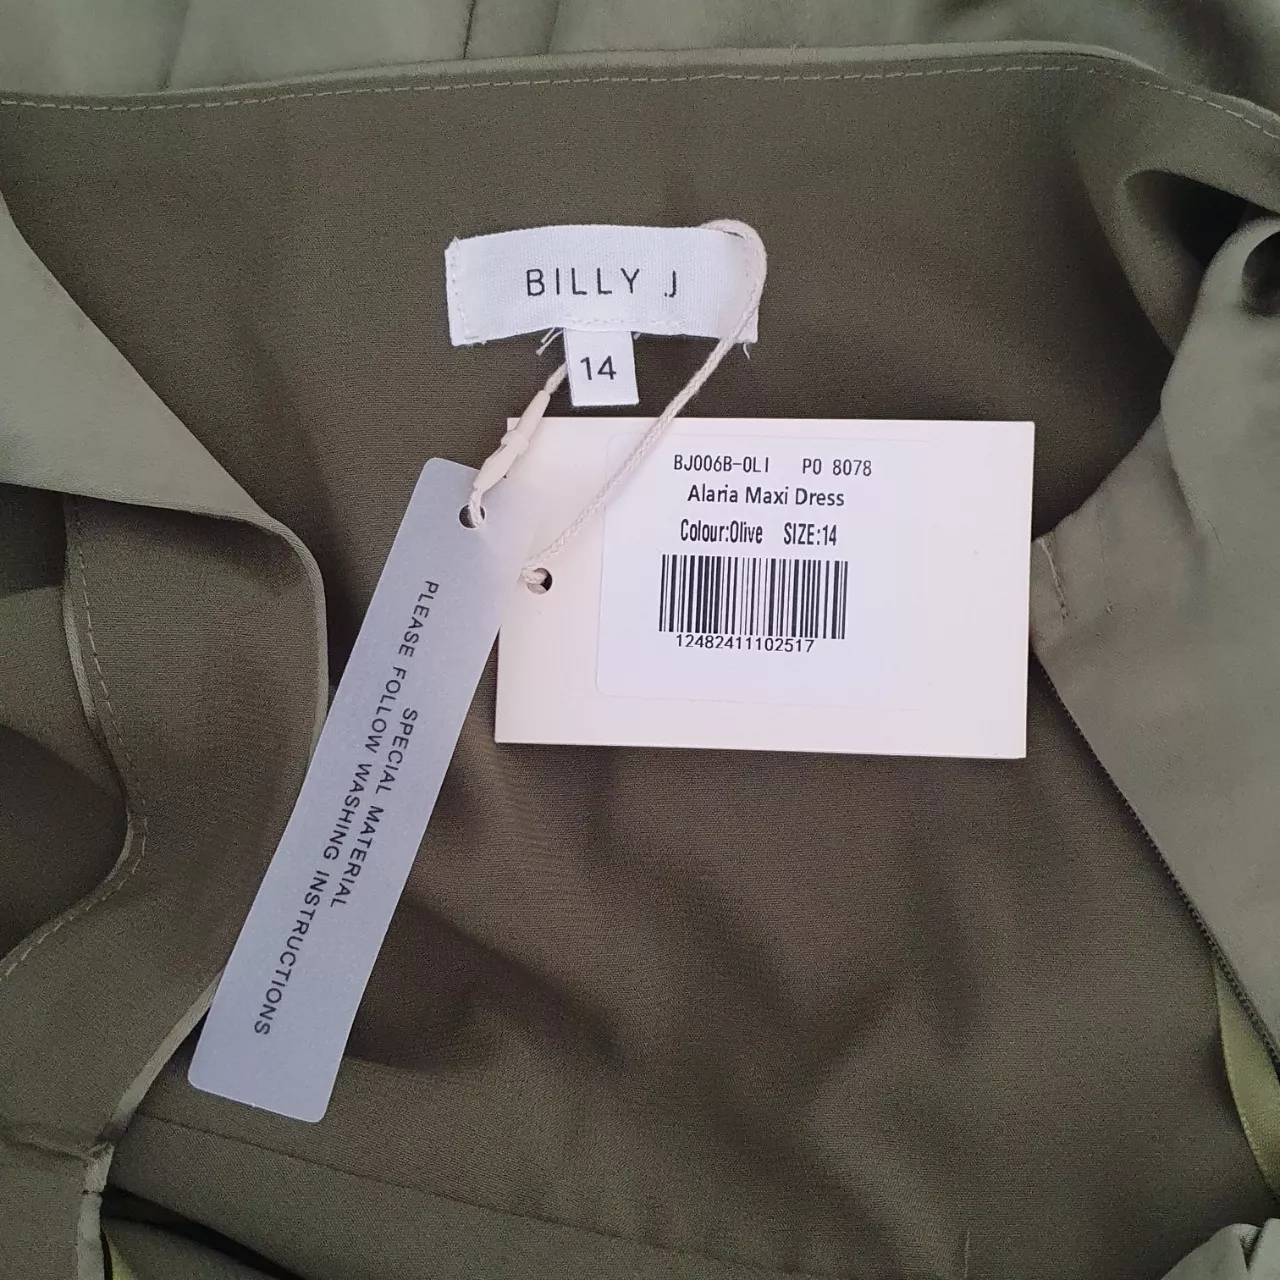 BILLY J
14
BJ006B-OLI PO 8078
Alaria Maxi Dress
Colour:Olive SIZE:14
12482411102517
SPECIAL MATERIAL
PLEASE FOLLOW WASHING INSTRUCTIONS